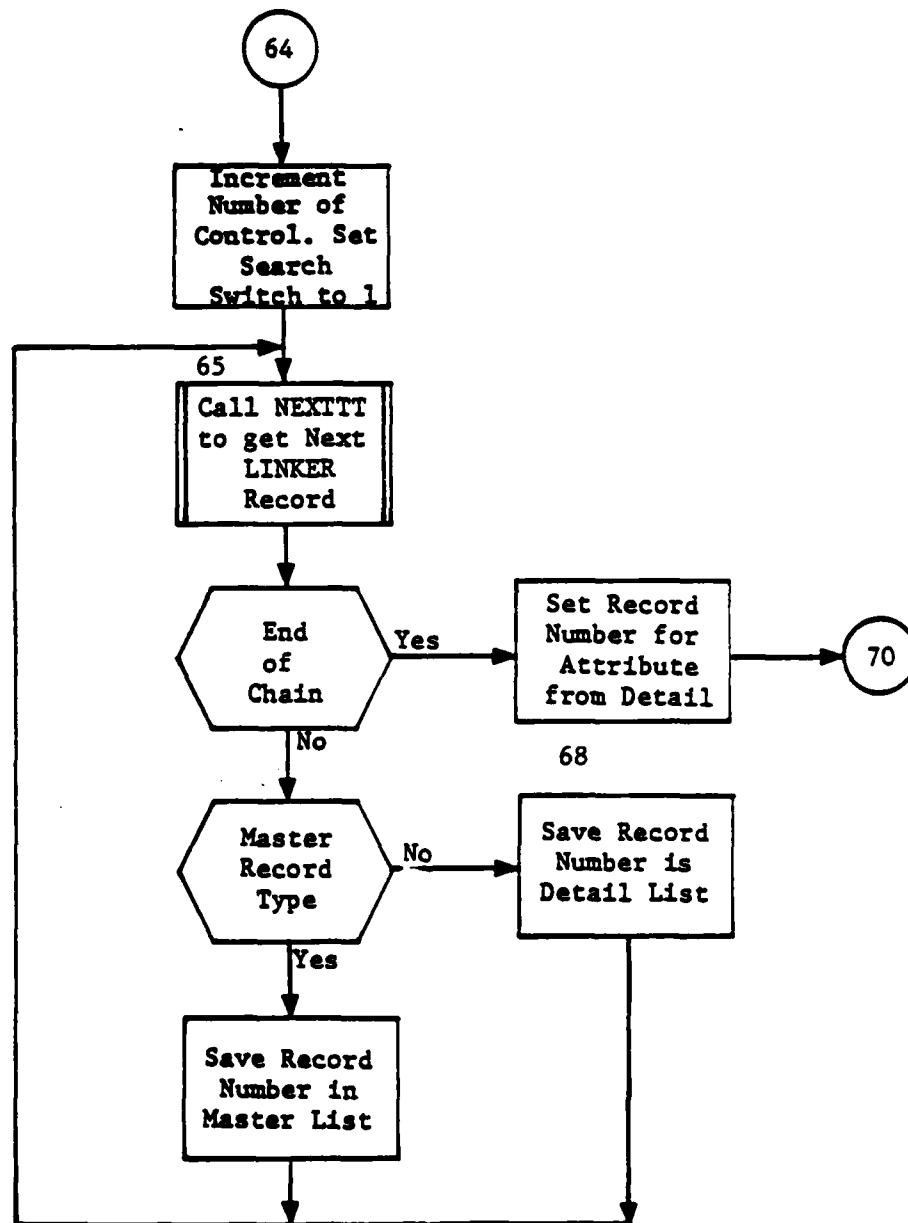 64
Increment
Number of
Control. Set
Search
Switch to 1
65
Call NEXTTT
to get Next
LINKER
Record
End
of
Chain
Yes
Set Record
Number for
Attribute
from Detail
70
No
68
Master
Record
Type
No
Save Record
Number is
Detail List
Yes
Save Record
Number in
Master List